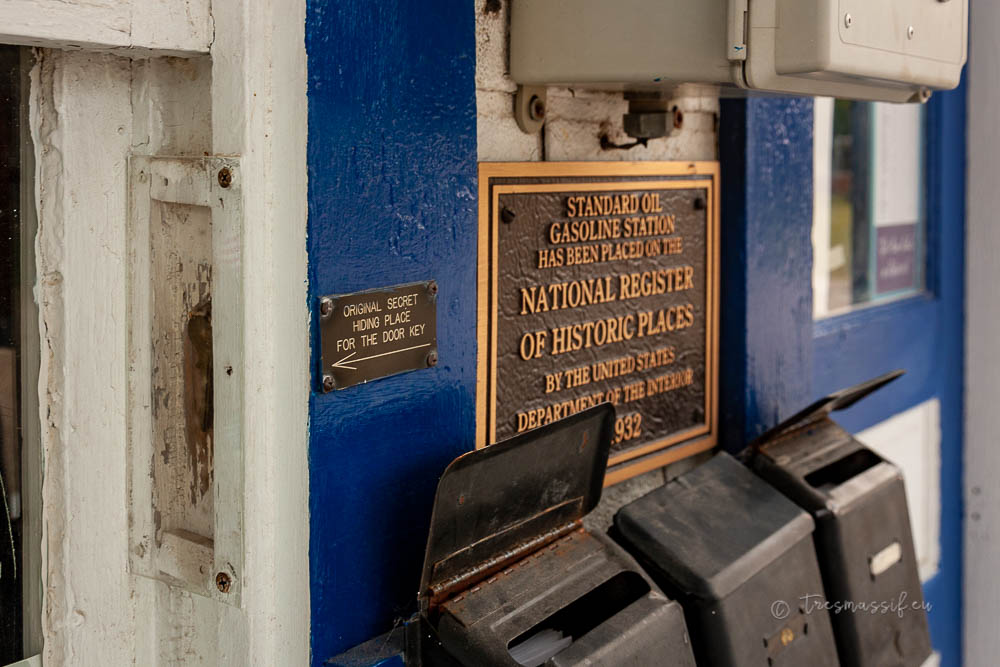 ORIGINAL SECRET
HIDING PLACE
FOR THE DOOR KEY
STANDARD OIL
GASOLINE STATION
HAS BEEN PLACED ON THE
NATIONAL REGISTER
OF HISTORIC PLACES
BY THE UNITED STATES
DEPARTMENT OF THE INTERIOR
932
© tresmassif.eu